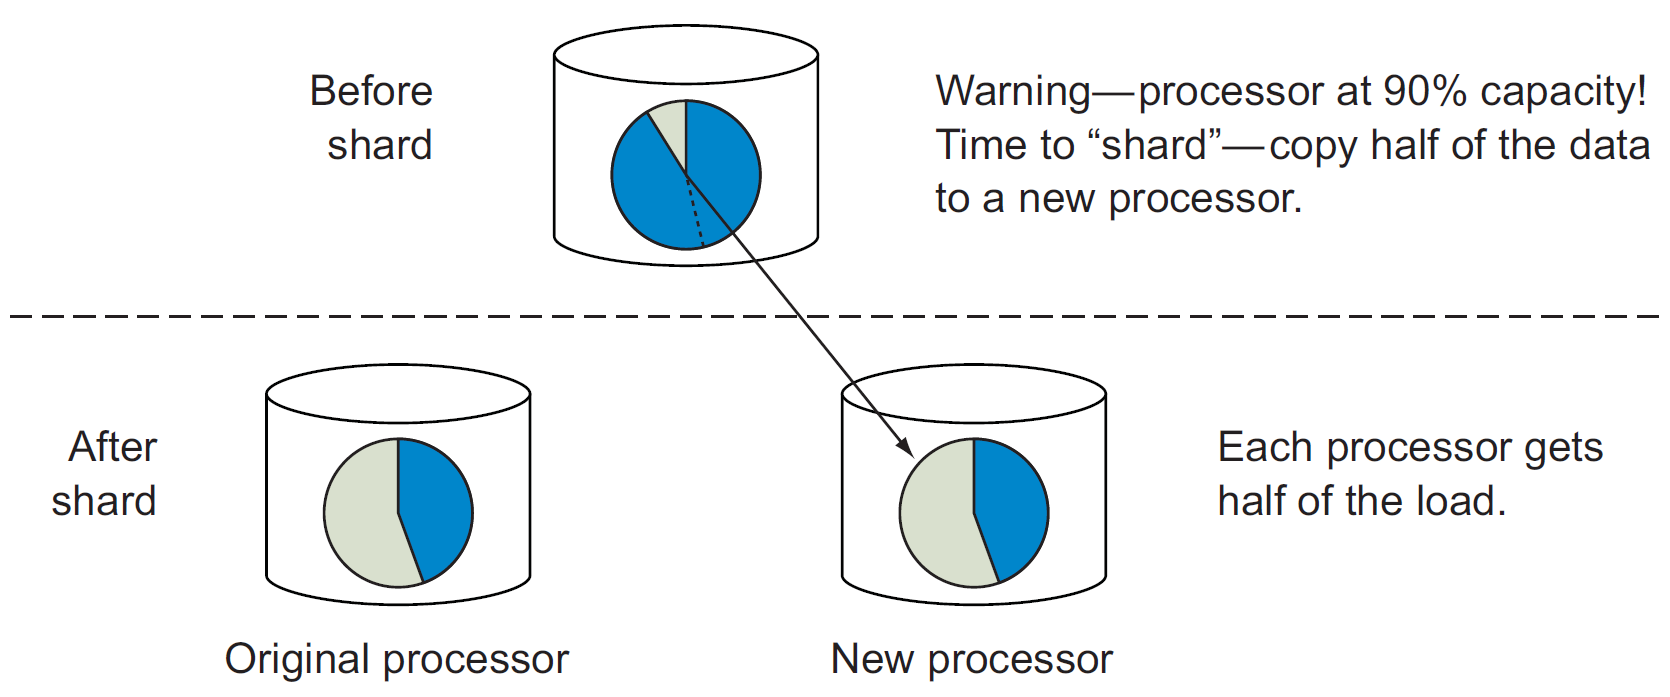 Before
shard
Warning—processor at 90% capacity!
Time to “shard”—copy half of the data
to a new processor.
After
shard
Each processor gets
half of the load.
Original processor
New processor